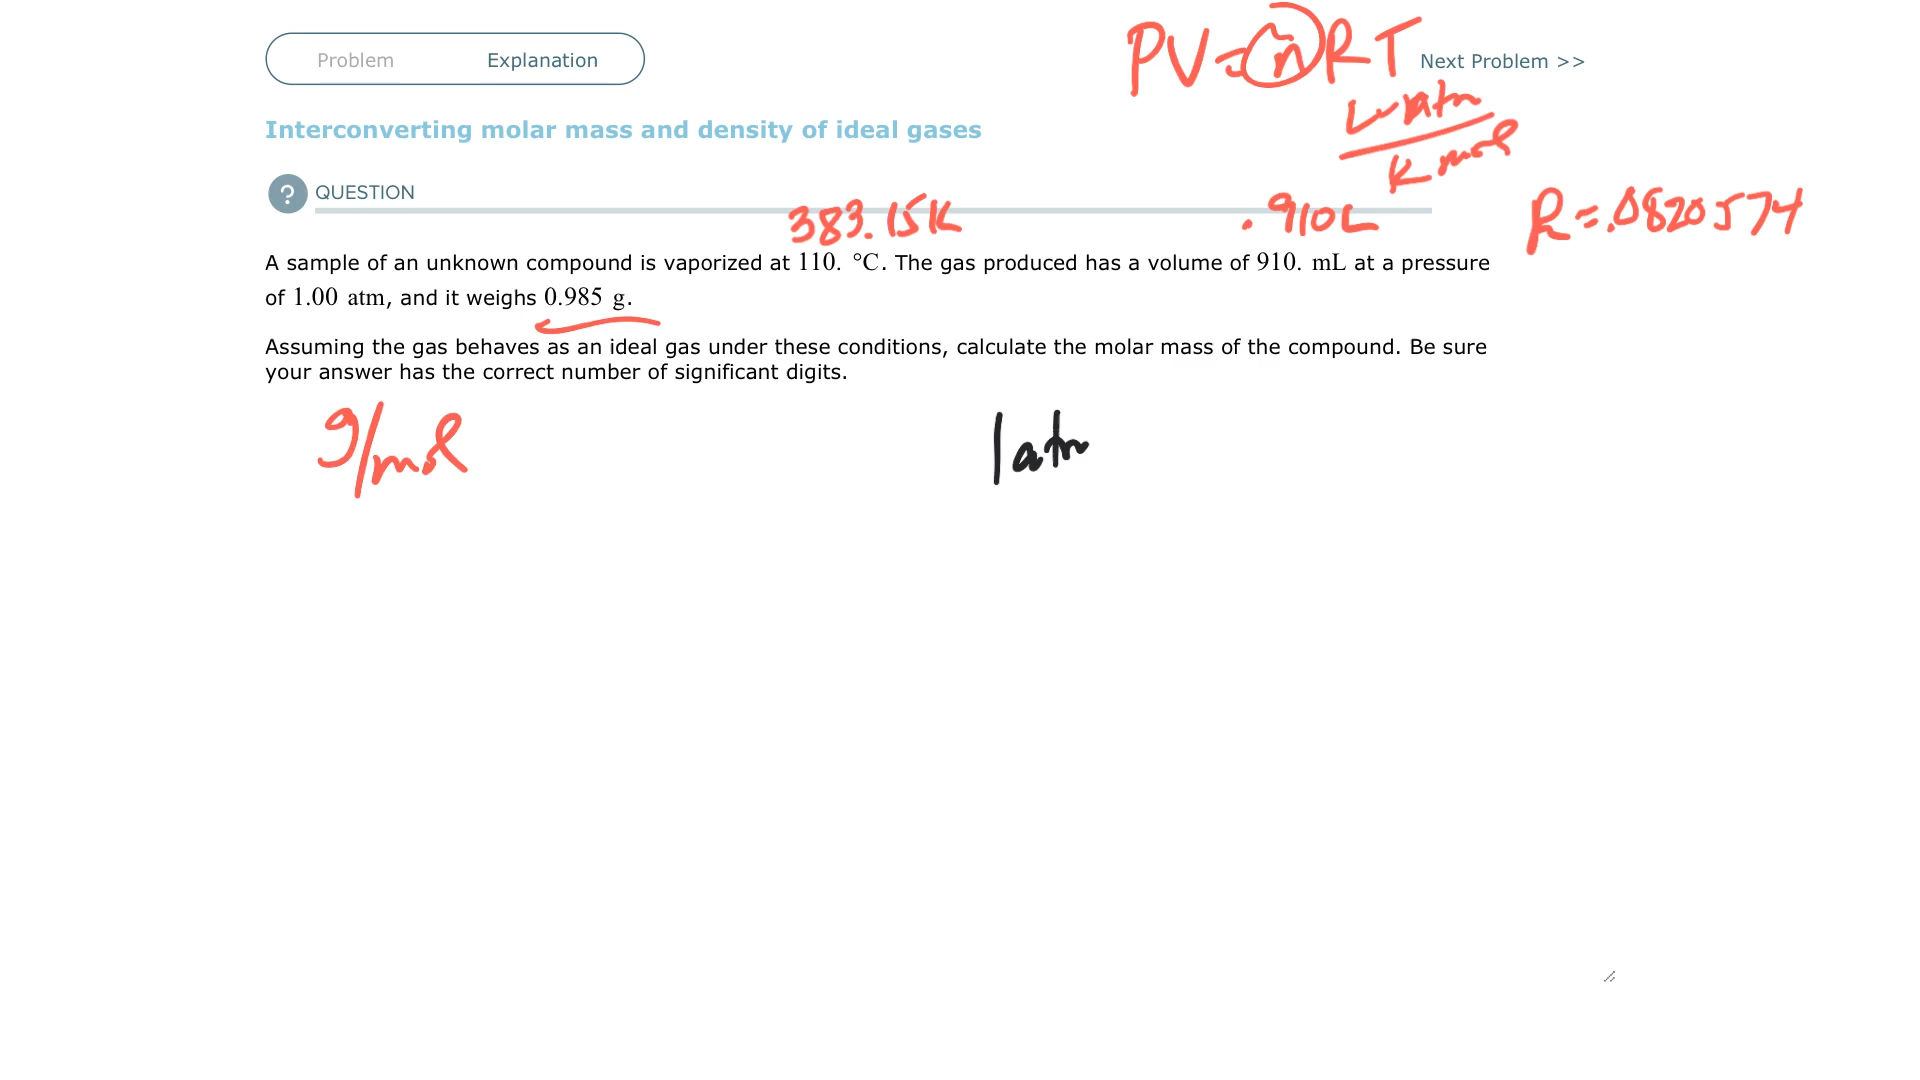 Problem Explanation
PV=nRT
Next Problem >>
L atm
K mol
Interconverting molar mass and density of ideal gases
? QUESTION
383.15K .910L R=.0820574
A sample of an unknown compound is vaporized at 110. °C. The gas produced has a volume of 910. mL at a pressure
of 1.00 atm, and it weighs 0.985 g.
Assuming the gas behaves as an ideal gas under these conditions, calculate the molar mass of the compound. Be sure
your answer has the correct number of significant digits.
g/mol 1 atm